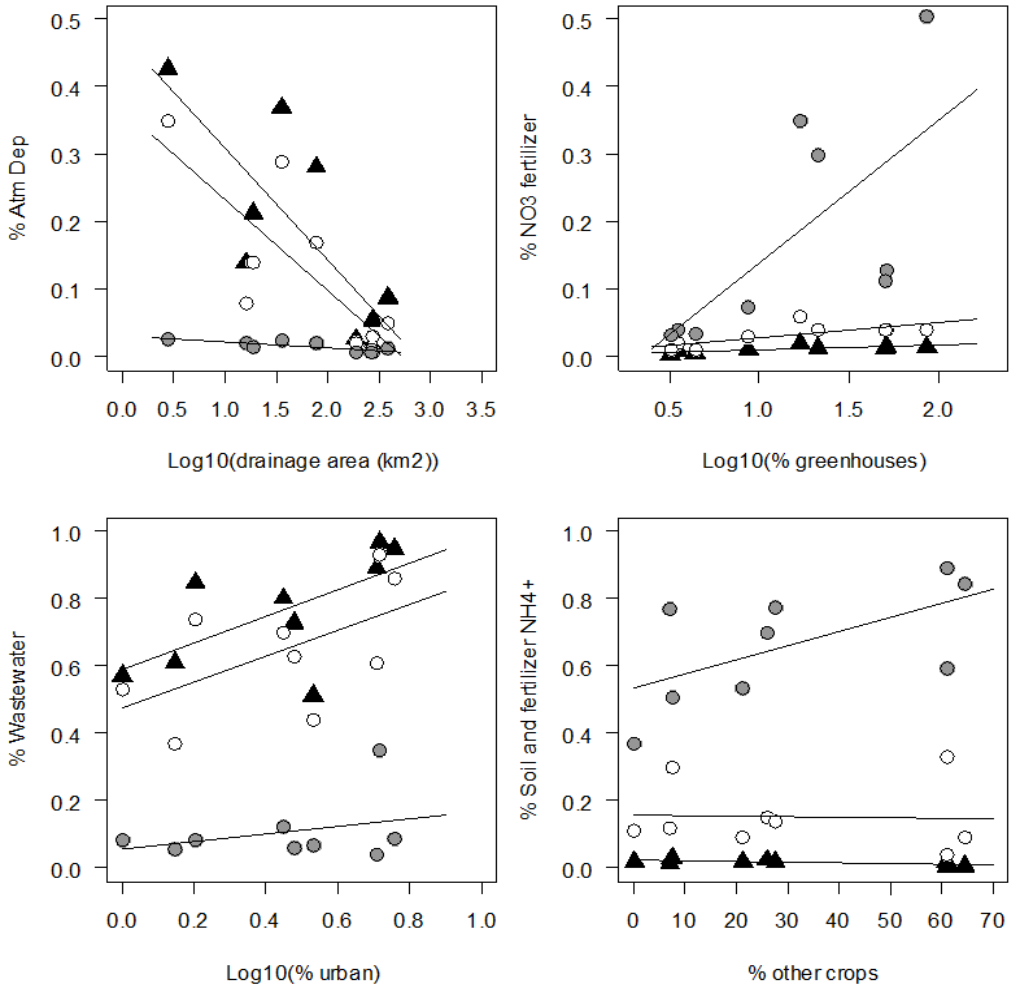 0.5
0.4
0.3
0.2
0.1
0.0
% Atm Dep
0.0 0.5 1.0 1.5 2.0 2.5 3.0 3.5
Log10(drainage area (km2))
0.5
0.4
0.3
0.2
0.1
0.0
% NO3 fertilizer
0.5 1.0 1.5 2.0
Log10(% greenhouses)
1.0
0.8
0.6
0.4
0.2
0.0
% Wastewater
0.0 0.2 0.4 0.6 0.8 1.0
Log10(% urban)
1.0
0.8
0.6
0.4
0.2
0.0
% Soil and fertilizer NH4+
0 10 20 30 40 50 60 70
% other crops